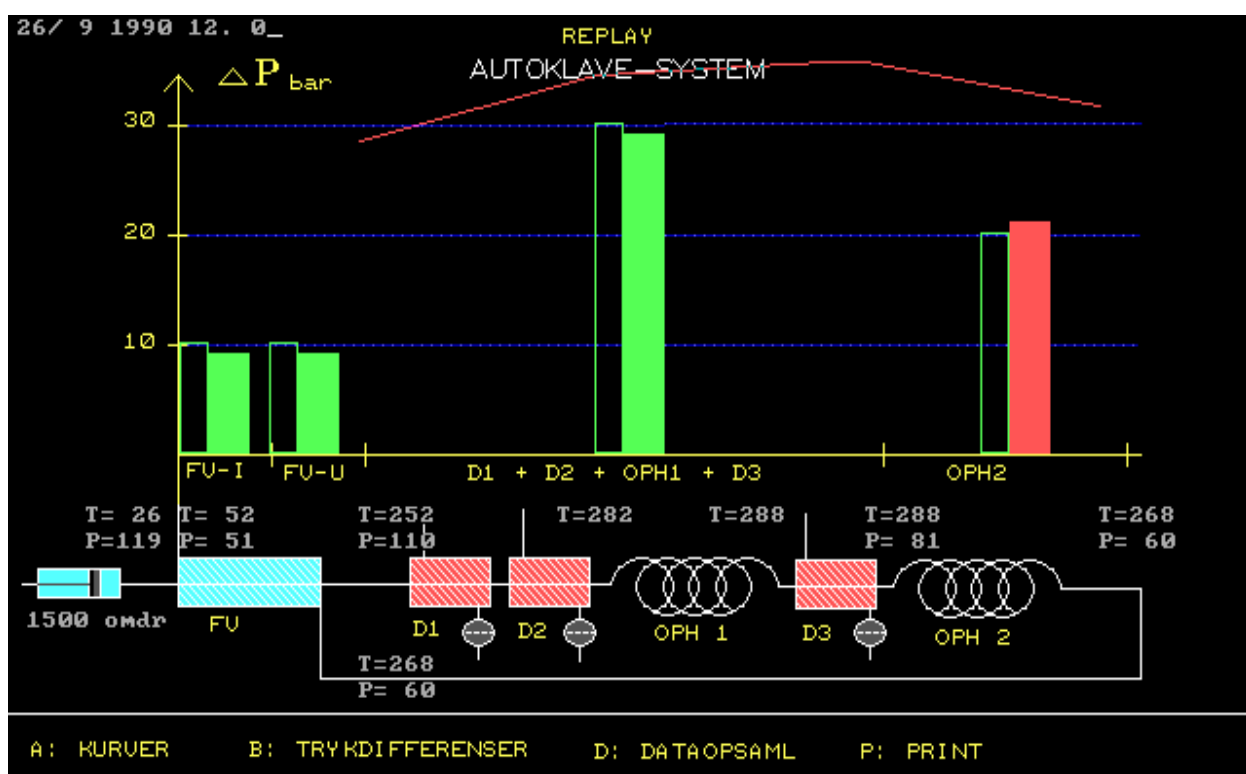 26/ 9 1990 12. 0_
REPLAY
AUTOKLAVE-SYSTEM
△P bar
30
20
10
FV-I FV-U D1 + D2 + OPH1 + D3 OPH2
T= 26 T= 52 T=252 T=282 T=288 T=288 T=268
P=119 P= 51 P=110 P= 81 P= 60
1500 omdr FV D1 D2 OPH 1 D3 OPH 2
T=268
P= 60
A: KURVER B: TRYKDIFFERENSER D: DATAOPSAML P: PRINT